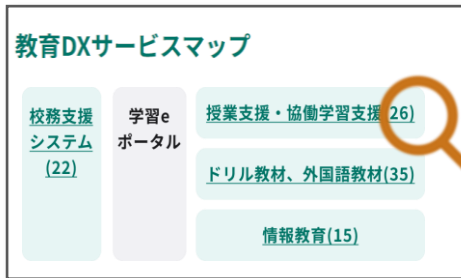 教育DXサービスマップ
校務支援
システム
(22)
学習e
ポータル
授業支援・協働学習支援(26)
ドリル教材、外国語教材(35)
情報教育(15)